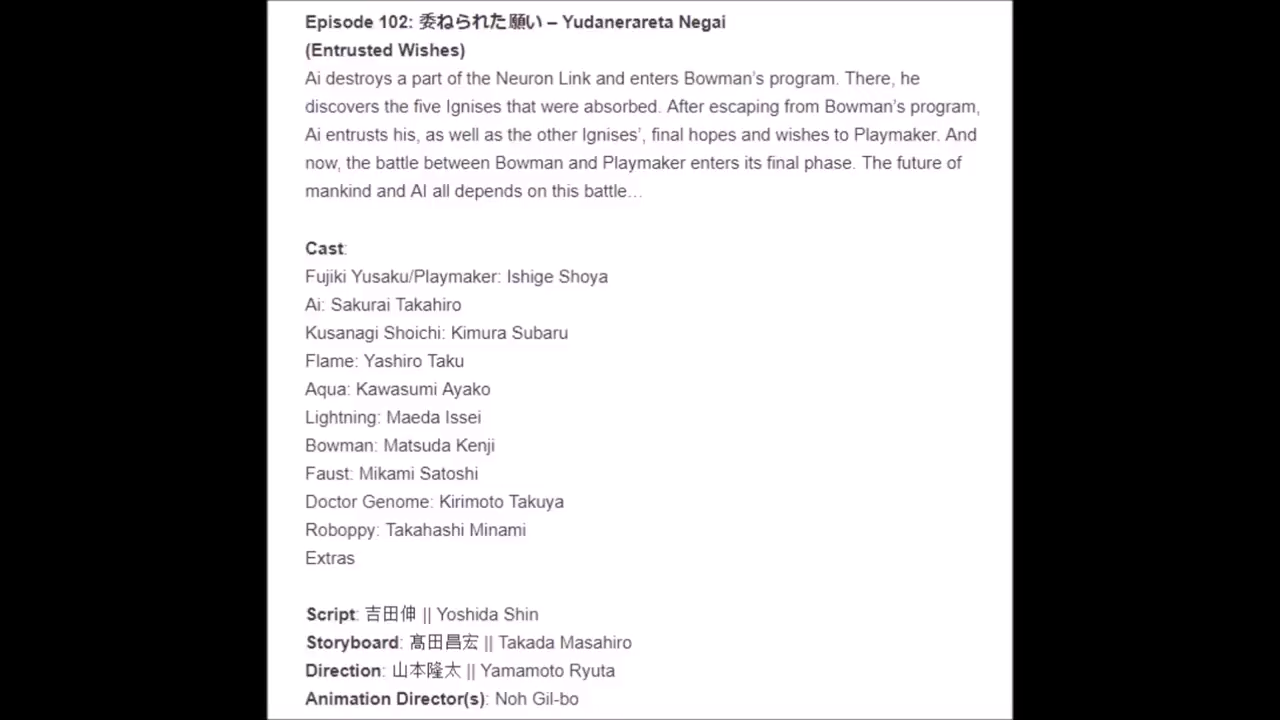 Episode 102: 委ねられた願い – Yudanerareta Negai
(Entrusted Wishes)
Ai destroys a part of the Neuron Link and enters Bowman’s program. There, he
discovers the five Ignises that were absorbed. After escaping from Bowman’s program,
Ai entrusts his, as well as the other Ignises’, final hopes and wishes to Playmaker. And
now, the battle between Bowman and Playmaker enters its final phase. The future of
mankind and AI all depends on this battle…
Cast:
Fujiki Yusaku/Playmaker: Ishige Shoya
Ai: Sakurai Takahiro
Kusanagi Shoichi: Kimura Subaru
Flame: Yashiro Taku
Aqua: Kawasumi Ayako
Lightning: Maeda Issei
Bowman: Matsuda Kenji
Faust: Mikami Satoshi
Doctor Genome: Kirimoto Takuya
Roboppy: Takahashi Minami
Extras
Script: 吉田伸 || Yoshida Shin
Storyboard:髙田昌宏 || Takada Masahiro
Direction: 山本隆太 || Yamamoto Ryuta
Animation Director(s): Noh Gil-bo